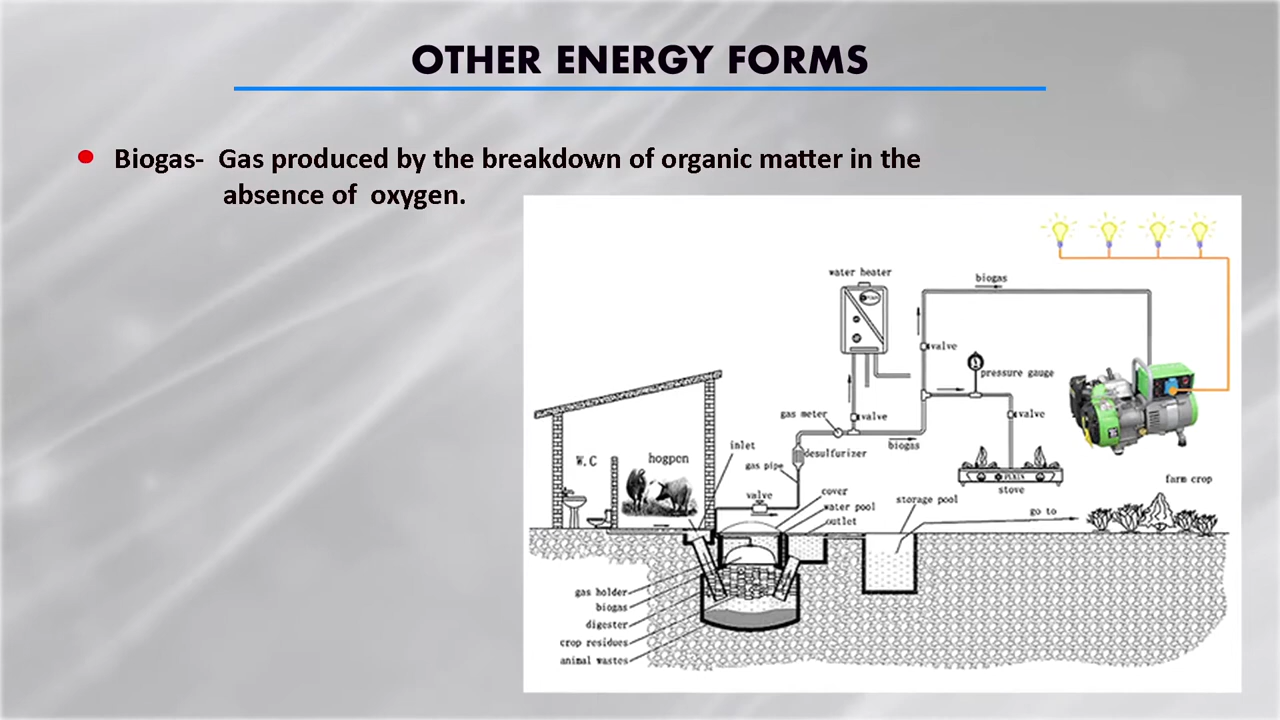 OTHER ENERGY FORMS
Biogas- Gas produced by the breakdown of organic matter in the
absence of oxygen.
water heater
biogas
valve
pressure gauge
gas meter
valve
valve
inlet
desulfurizer
biogas
W.C
hogpen
gas pipe
stove
farm crop
valve
cover
storage pool
water pool
go to
outlet
gas holder
biogas
digester
crop residues
animal wastes